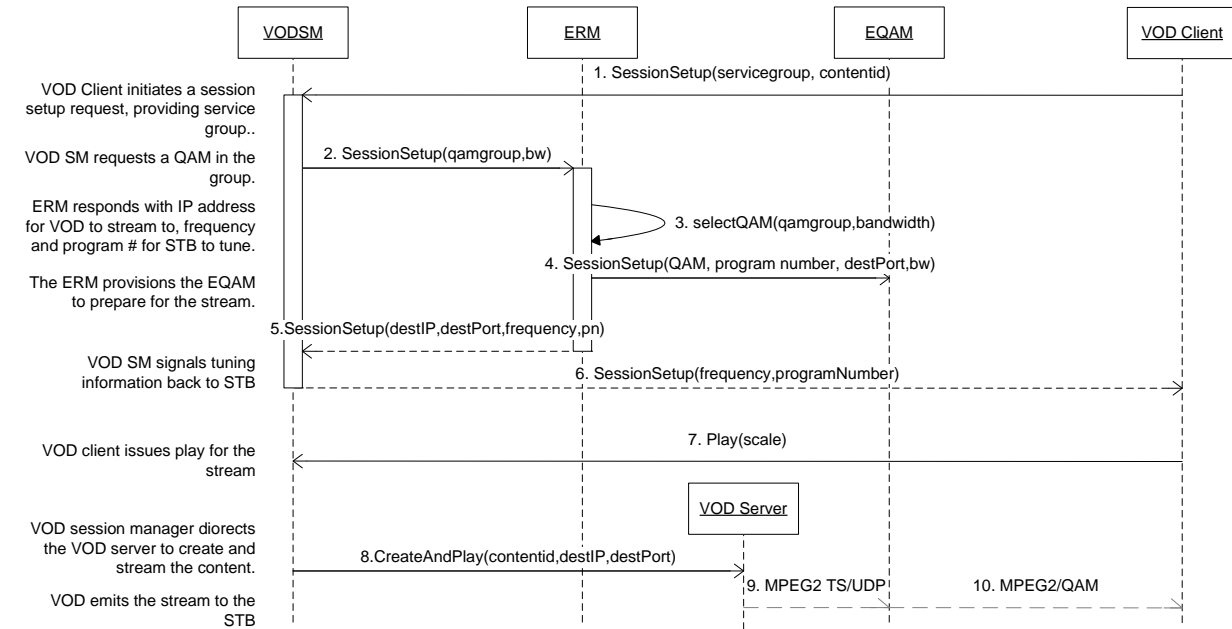 VODSM
ERM
EQAM
VOD Client
1. SessionSetup(servicegroup, contentid)
VOD Client initiates a session
setup request, providing service
group..
2. SessionSetup(qamgroup,bw)
VOD SM requests a QAM in the
group.
ERM responds with IP address
for VOD to stream to, frequency
and program # for STB to tune.
3. selectQAM(qamgroup,bandwidth)
4. SessionSetup(QAM, program number, destPort,bw)
The ERM provisions the EQAM
to prepare for the stream.
5.SessionSetup(destIP,destPort,frequency,pn)
VOD SM signals tuning
information back to STB
6. SessionSetup(frequency,programNumber)
7. Play(scale)
VOD client issues play for the
stream
VOD Server
VOD session manager diorects
the VOD server to create and
stream the content.
8.CreateAndPlay(contentid,destIP,destPort)
9. MPEG2 TS/UDP
10. MPEG2/QAM
VOD emits the stream to the
STB